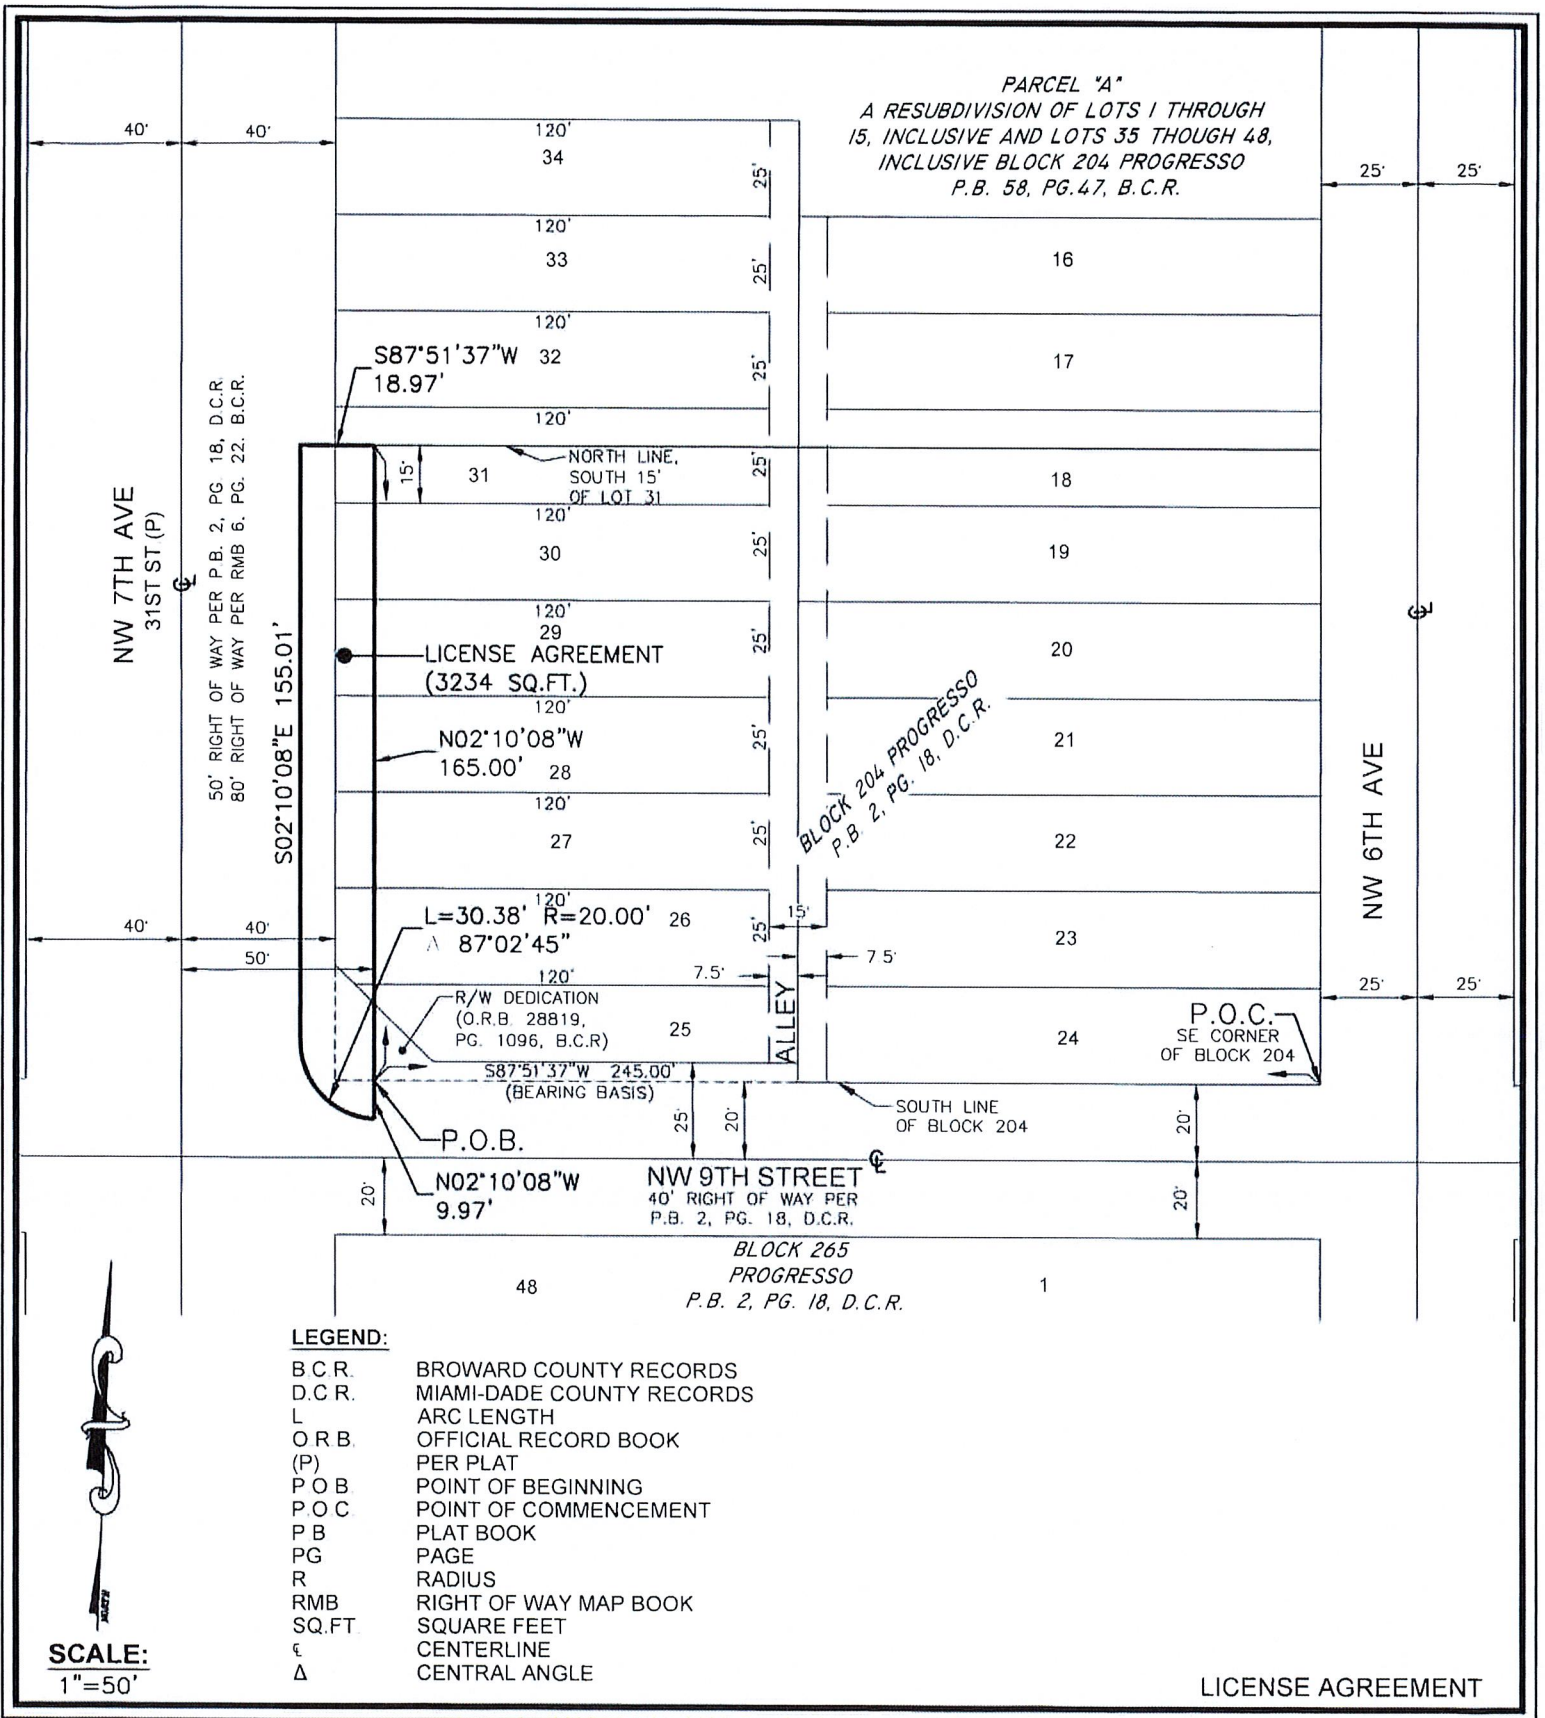 PARCEL "A"
A RESUBDIVISION OF LOTS 1 THROUGH
15, INCLUSIVE AND LOTS 35 THOUGH 48,
INCLUSIVE BLOCK 204 PROGRESSO
P.B. 58, PG.47, B.C.R.
40'
40'
25'
25'
120'
34
25'
120'
33
25'
16
120'
32
25'
17
S87°51'37"W
18.97'
120'
NORTH LINE,
SOUTH 15'
OF LOT 31
15'
31
25'
18
120'
30
25'
19
120'
29
25'
20
LICENSE AGREEMENT
(3234 SQ.FT.)
120'
N02°10'08"W
165.00'
28
25'
21
120'
27
25'
22
120'
L=30.38' R=20.00'
Δ 87°02'45"
26
25'
23
15'
7.5'
7.5'
120'
R/W DEDICATION
(O.R.B. 28819,
PG. 1096, B.C.R)
25
24
ALLEY
NW 7TH AVE
31ST ST (P)
50' RIGHT OF WAY PER P.B. 2, PG. 18, D.C.R.
80' RIGHT OF WAY PER RMB 6. PG. 22. B.C.R.
S02°10'08"E 155.01'
40'
40'
50'
BLOCK 204 PROGRESSO
P.B. 2, PG. 18, D.C.R.
NW 6TH AVE
25'
25'
P.O.C.
SE CORNER
OF BLOCK 204
S87°51'37"W 245.00'
(BEARING BASIS)
SOUTH LINE
OF BLOCK 204
P.O.B.
25'
20'
20'
N02°10'08"W
9.97'
20'
20'
NW 9TH STREET
40' RIGHT OF WAY PER
P.B. 2, PG. 18, D.C.R.
BLOCK 265
PROGRESSO
P.B. 2, PG. 18, D.C.R.
48
1
LEGEND:
B.C.R. BROWARD COUNTY RECORDS
D.C.R. MIAMI-DADE COUNTY RECORDS
L ARC LENGTH
O.R.B. OFFICIAL RECORD BOOK
(P) PER PLAT
P.O.B. POINT OF BEGINNING
P.O.C. POINT OF COMMENCEMENT
P B PLAT BOOK
PG PAGE
R RADIUS
RMB RIGHT OF WAY MAP BOOK
SQ.FT. SQUARE FEET
℄ CENTERLINE
Δ CENTRAL ANGLE
NORTH
SCALE:
1"=50'
LICENSE AGREEMENT